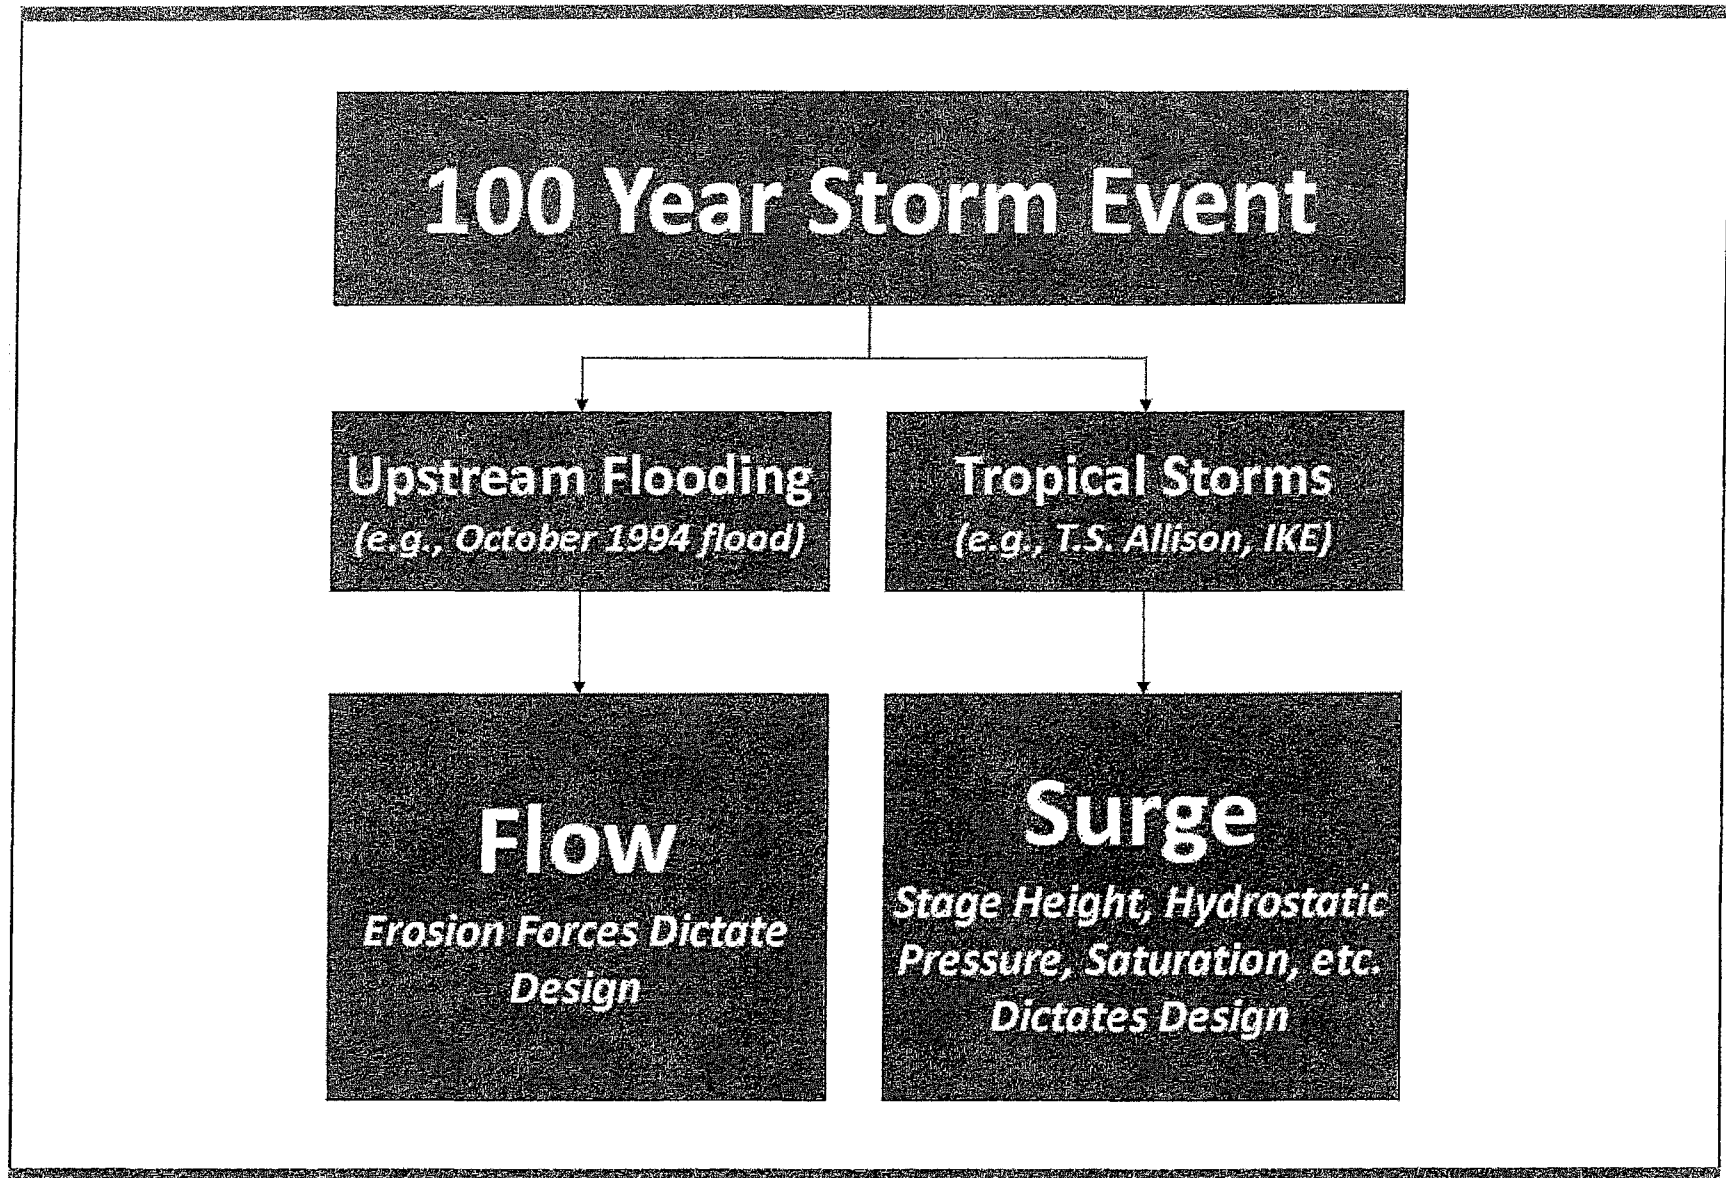 100 Year Storm Event
Upstream Flooding
(e.g., October 1994 flood)
Tropical Storms
(e.g., T.S. Allison, IKE)
Flow
Erosion Forces Dictate
Design
Surge
Stage Height, Hydrostatic
Pressure, Saturation, etc.
Dictates Design